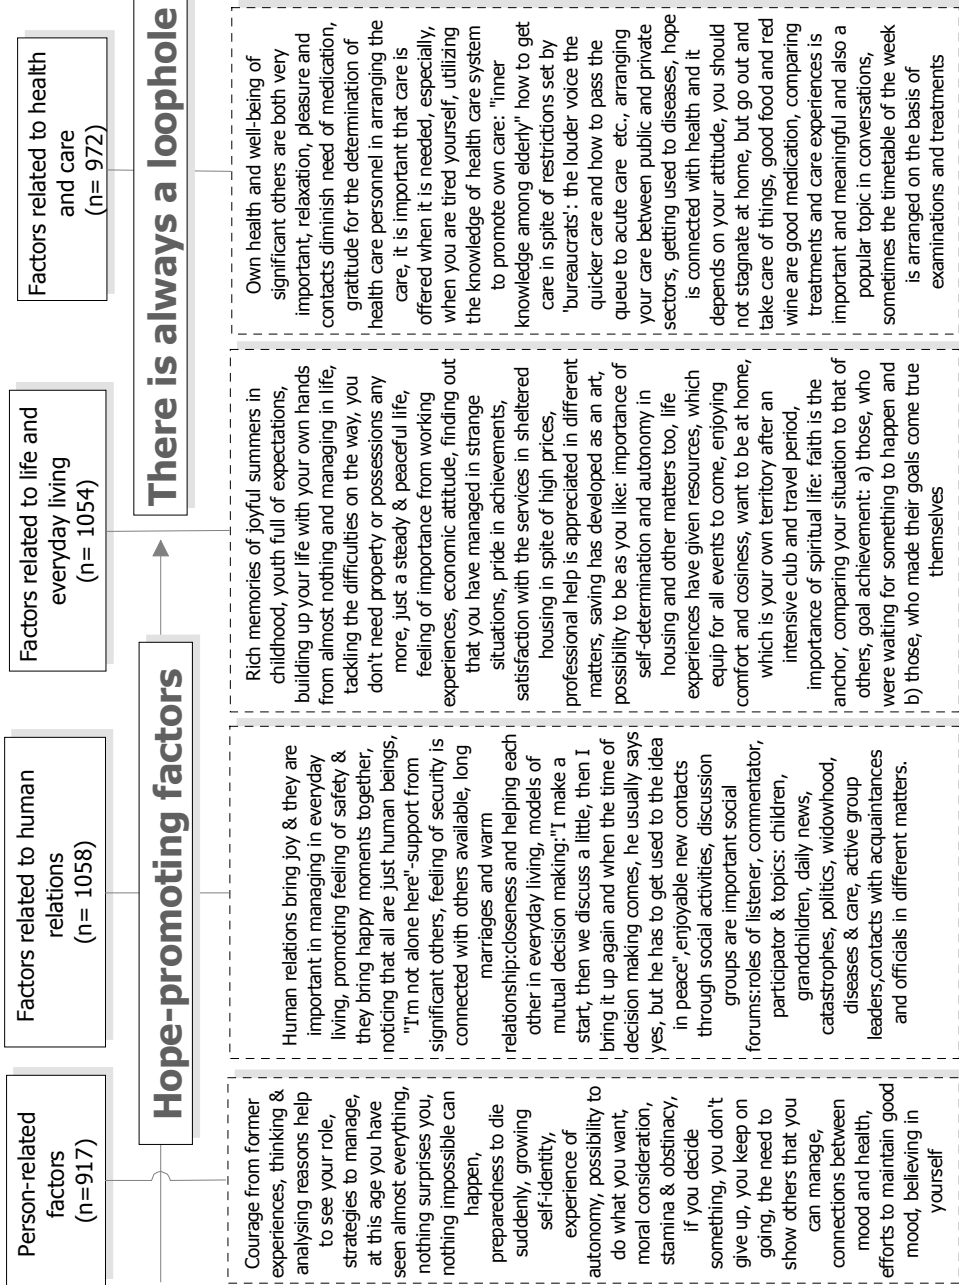 Person-related
factors
(n=917)
Factors related to human
relations
(n= 1058)
Factors related to life and
everyday living
(n= 1054)
Factors related to health
and care
(n= 972)
Hope-promoting factors
There is always a loophole
Courage from former
experiences, thinking &
analysing reasons help
to see your role,
strategies to manage,
at this age you have
seen almost everything,
nothing surprises you,
nothing impossible can
happen,
preparedness to die
suddenly, growing
self-identity,
experience of
autonomy, possibility to
do what you want,
moral consideration,
stamina & obstinacy,
if you decide
something, you don't
give up, you keep on
going, the need to
show others that you
can manage,
connections between
mood and health,
efforts to maintain good
mood, believing in
yourself
Human relations bring joy & they are
important in managing in everyday
living, promoting feeling of safety &
they bring happy moments together,
noticing that all are just human beings,
"I'm not alone here"-support from
significant others, feeling of security is
connected with others available, long
marriages and warm
relationship:closeness and helping each
other in everyday living, models of
mutual decision making:"I make a
start, then we discuss a little, then I
bring it up again and when the time of
decision making comes, he usually says
yes, but he has to get used to the idea
in peace",enjoyable new contacts
through social activities, discussion
groups are important social
forums:roles of listener, commentator,
participator & topics: children,
grandchildren, daily news,
catastrophes, politics, widowhood,
diseases & care, active group
leaders,contacts with acquaintances
and officials in different matters.
Rich memories of joyful summers in
childhood, youth full of expectations,
building up your life with your own hands
from almost nothing and managing in life,
tackling the difficulties on the way, you
don't need property or possessions any
more, just a steady & peaceful life,
feeling of importance from working
experiences, economic attitude, finding out
that you have managed in strange
situations, pride in achievements,
satisfaction with the services in sheltered
housing in spite of high prices,
professional help is appreciated in different
matters, saving has developed as an art,
possibility to be as you like: importance of
self-determination and autonomy in
housing and other matters too, life
experiences have given resources, which
equip for all events to come, enjoying
comfort and cosiness, want to be at home,
which is your own territory after an
intensive club and travel period,
importance of spiritual life: faith is the
anchor, comparing your situation to that of
others, goal achievement: a) those, who
were waiting for something to happen and
b) those, who made their goals come true
themselves
Own health and well-being of
significant others are both very
important, relaxation, pleasure and
contacts diminish need of medication,
gratitude for the determination of
health care personnel in arranging the
care, it is important that care is
offered when it is needed, especially,
when you are tired yourself, utilizing
the knowledge of health care system
to promote own care: "inner
knowledge among elderly" how to get
care in spite of restrictions set by
'bureaucrats': the louder voice the
quicker care and how to pass the
queue to acute care etc., arranging
your care between public and private
sectors, getting used to diseases, hope
is connected with health and it
depends on your attitude, you should
not stagnate at home, but go out and
take care of things, good food and red
wine are good medication, comparing
treatments and care experiences is
important and meaningful and also a
popular topic in conversations,
sometimes the timetable of the week
is arranged on the basis of
examinations and treatments